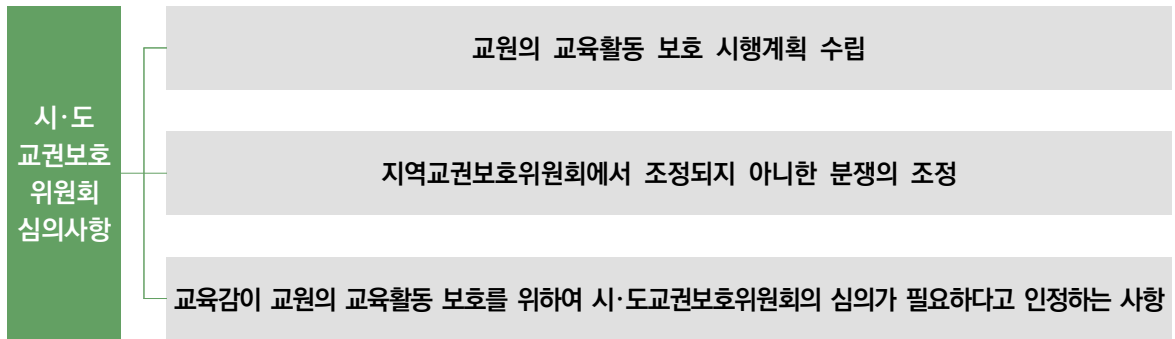 시·도
교권보호
위원회
심의사항
교원의 교육활동 보호 시행계획 수립
지역교권보호위원회에서 조정되지 아니한 분쟁의 조정
교육감이 교원의 교육활동 보호를 위하여 시·도교권보호위원회의 심의가 필요하다고 인정하는 사항